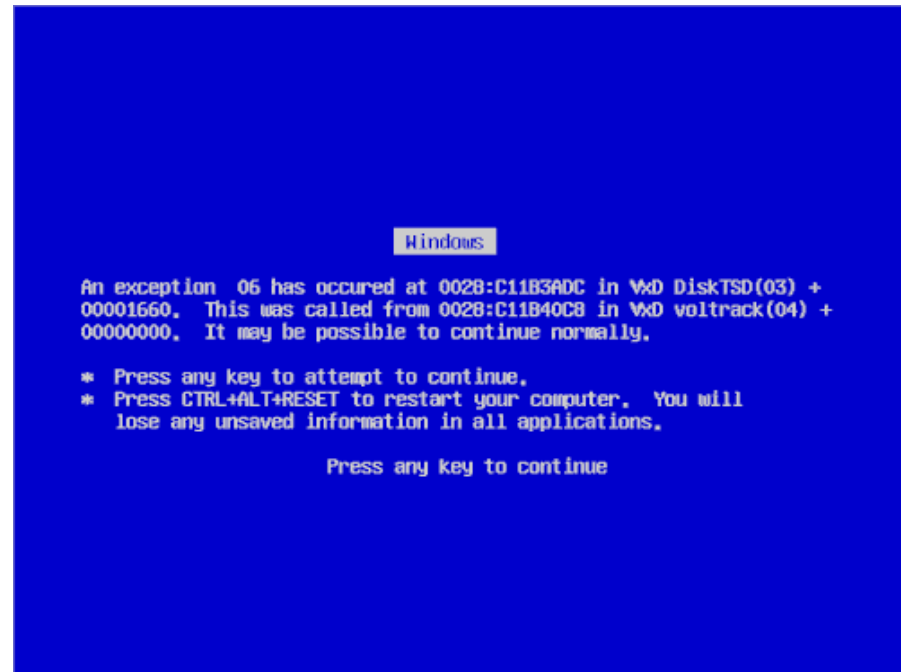 Windows
An exception 06 has occured at 0028:C11B3ADC in VxD DiskTSD(03) +
00001660. This was called from 0028:C11B40C8 in VxD voltrack(04) +
00000000. It may be possible to continue normally.
* Press any key to attempt to continue.
* Press CTRL+ALT+RESET to restart your computer. You will
lose any unsaved information in all applications.
Press any key to continue